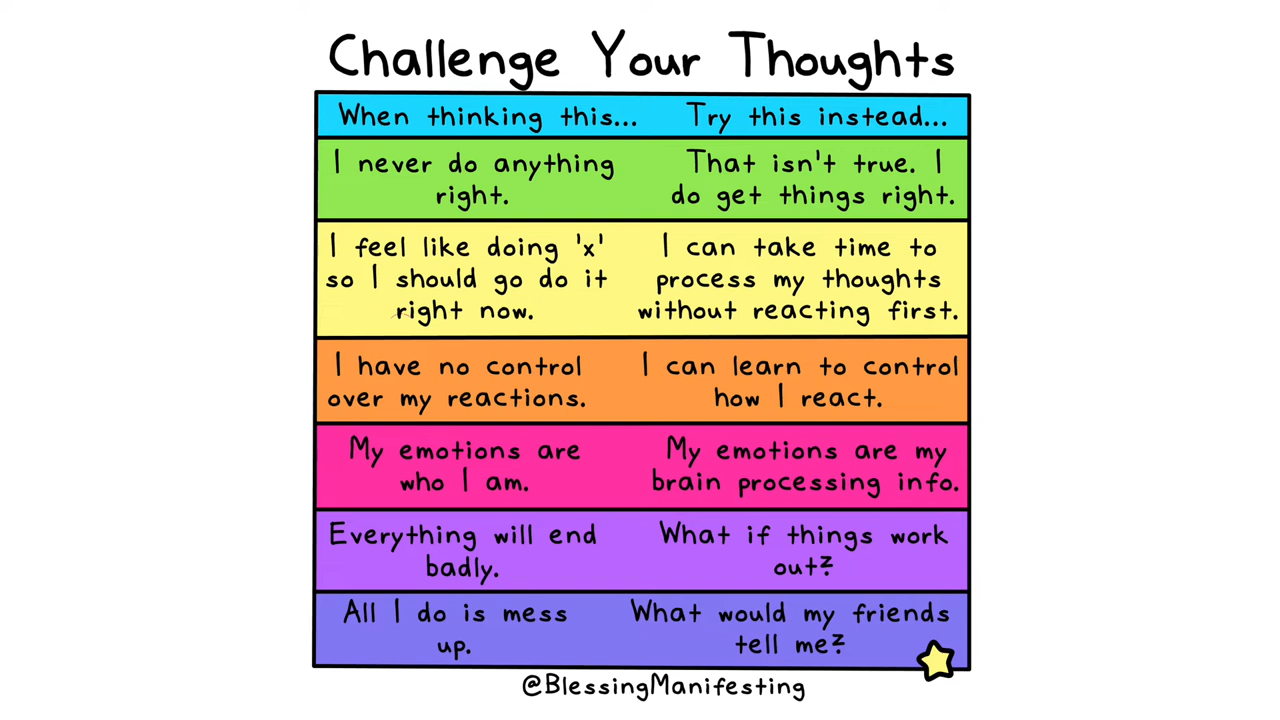 Challenge Your Thoughts
When thinking this...
Try this instead...
I never do anything
right.
That isn't true. I
do get things right.
I feel like doing 'x'
so I should go do it
right now.
I can take time to
process my thoughts
without reacting first.
I have no control
over my reactions.
I can learn to control
how I react.
My emotions are
who I am.
My emotions are my
brain processing info.
Everything will end
badly.
What if things work
out?
All I do is mess
up.
What would my friends
tell me?
@BlessingManifesting